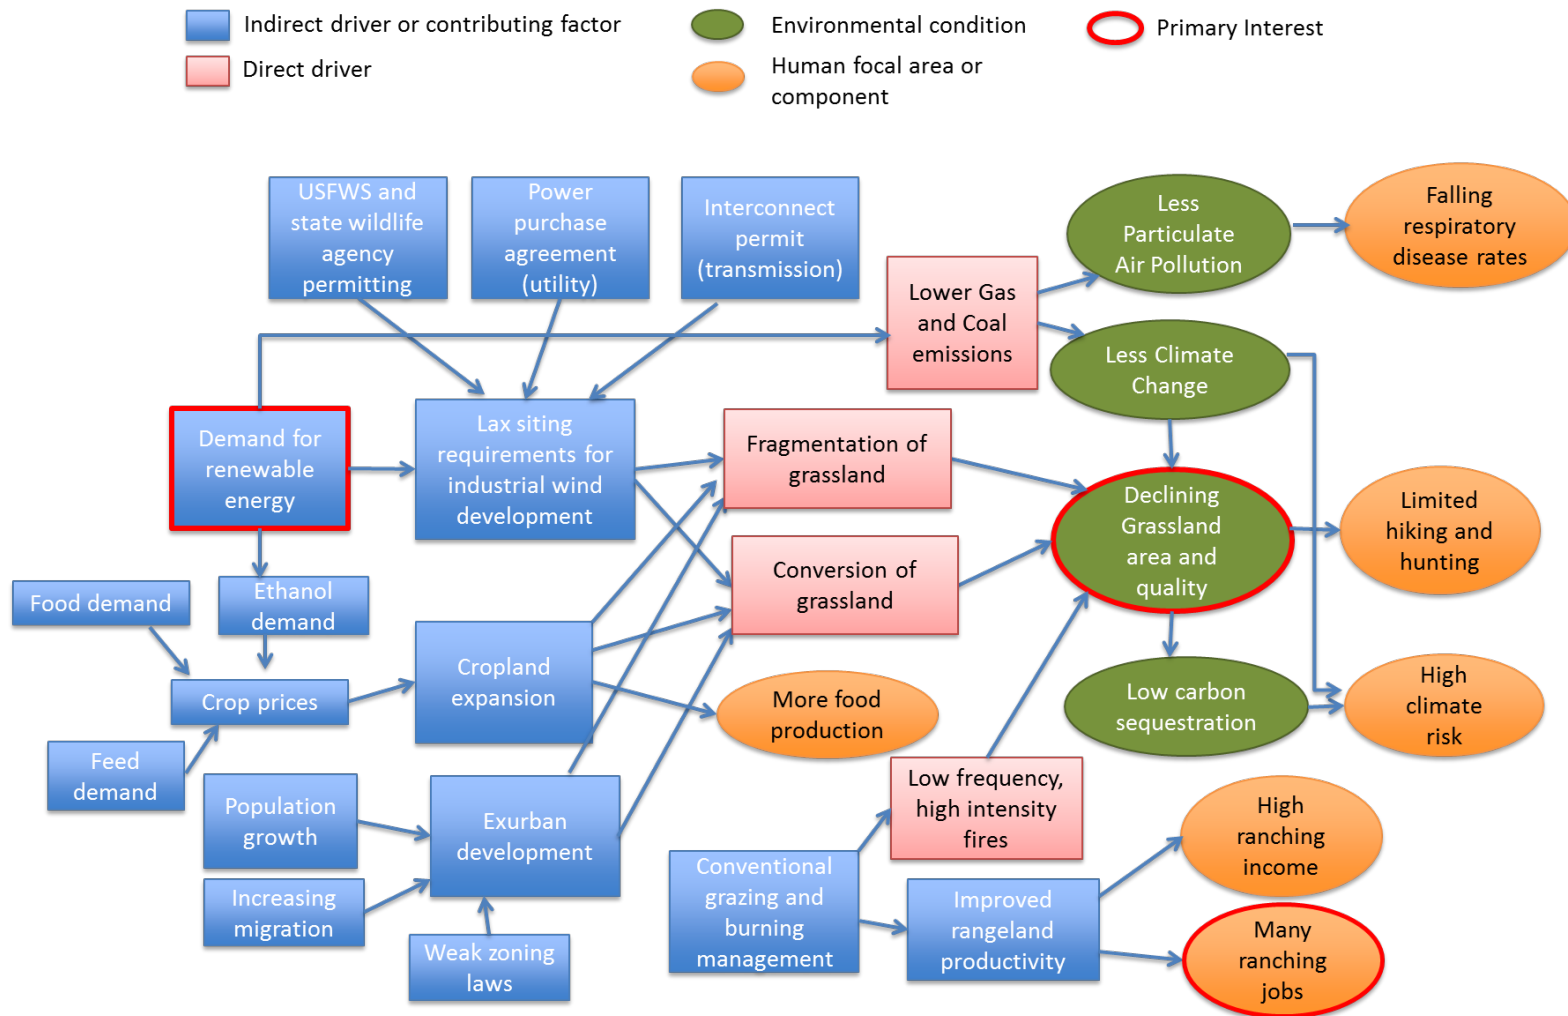 Indirect driver or contributing factor
Environmental condition
Primary Interest
Direct driver
Human focal area or
component
USFWS and
state wildlife
agency
permitting
Power
purchase
agreement
(utility)
Interconnect
permit
(transmission)
Less
Particulate
Air Pollution
Falling
respiratory
disease rates
Lower Gas
and Coal
emissions
Less Climate
Change
Demand for
renewable
energy
Lax siting
requirements for
industrial wind
development
Fragmentation of
grassland
Declining
Grassland
area and
quality
Limited
hiking and
hunting
Conversion of
grassland
Food demand
Ethanol
demand
Crop prices
Cropland
expansion
More food
production
Low carbon
sequestration
High
climate
risk
Feed
demand
Population
growth
Exurban
development
Low frequency,
high intensity
fires
High
ranching
income
Increasing
migration
Weak zoning
laws
Conventional
grazing and
burning
management
Improved
rangeland
productivity
Many
ranching
jobs